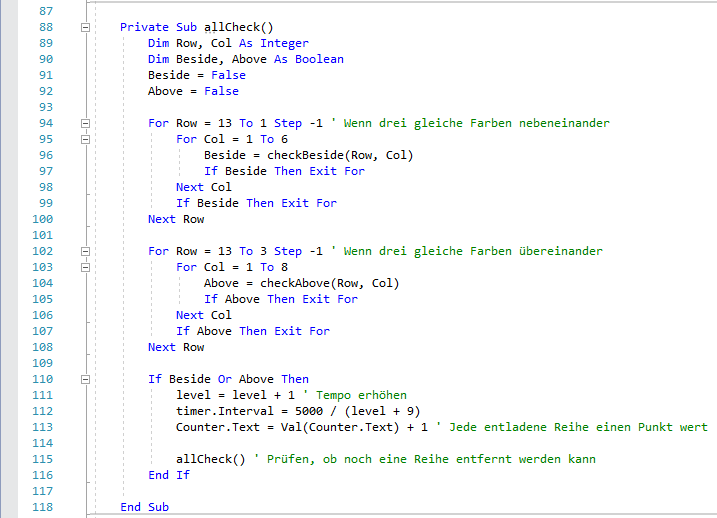 87
88 Private Sub allCheck()
89 Dim Row, Col As Integer
90 Dim Beside, Above As Boolean
91 Beside = False
92 Above = False
93
94 For Row = 13 To 1 Step -1 ' Wenn drei gleiche Farben nebeneinander
95 For Col = 1 To 6
96 Beside = checkBeside(Row, Col)
97 If Beside Then Exit For
98 Next Col
99 If Beside Then Exit For
100 Next Row
101
102 For Row = 13 To 3 Step -1 ' Wenn drei gleiche Farben übereinander
103 For Col = 1 To 8
104 Above = checkAbove(Row, Col)
105 If Above Then Exit For
106 Next Col
107 If Above Then Exit For
108 Next Row
109
110 If Beside Or Above Then
111 level = level + 1 ' Tempo erhöhen
112 timer.Interval = 5000 / (level + 9)
113 Counter.Text = Val(Counter.Text) + 1 ' Jede entladene Reihe einen Punkt wert
114
115 allCheck() ' Prüfen, ob noch eine Reihe entfernt werden kann
116 End If
117
118 End Sub